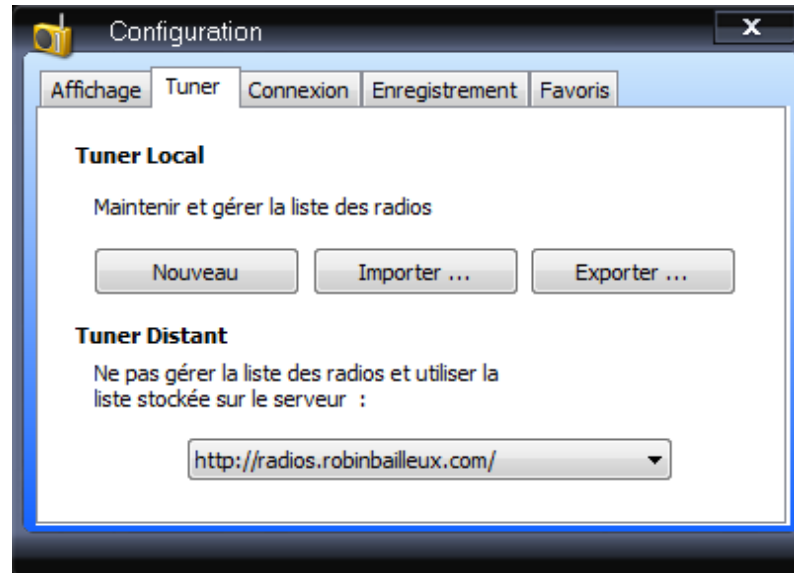 Configuration
X
Affichage Tuner Connexion Enregistrement Favoris
Tuner Local
Maintenir et gérer la liste des radios
Nouveau Importer ... Exporter ...
Tuner Distant
Ne pas gérer la liste des radios et utiliser la
liste stockée sur le serveur :
http://radios.robinbailleux.com/